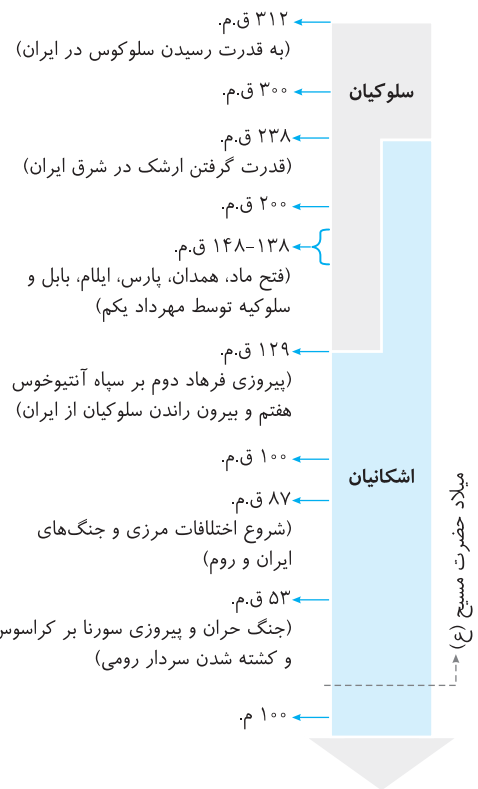 ۳۱۲ ق.م.
(به قدرت رسیدن سلوکوس در ایران)
سلوکیان
۳۰۰ ق.م.
۲۳۸ ق.م.
(قدرت گرفتن ارشک در شرق ایران)
۲۰۰ ق.م.
۱۴۸-۱۳۸ ق.م.
(فتح ماد، همدان، پارس، ایلام، بابل و
سلوکیه توسط مهرداد یکم)
۱۲۹ ق.م.
(پیروزی فرهاد دوم بر سپاه آنتیوخوس
هفتم و بیرون راندن سلوکیان از ایران)
۱۰۰ ق.م.
اشکانیان
۸۷ ق.م.
(شروع اختلافات مرزی و جنگ‌های
ایران و روم)
۵۳ ق.م.
(جنگ حران و پیروزی سورنا بر کراسوس
و کشته شدن سردار رومی)
میلاد حضرت مسیح (ع)
۱۰۰ م.